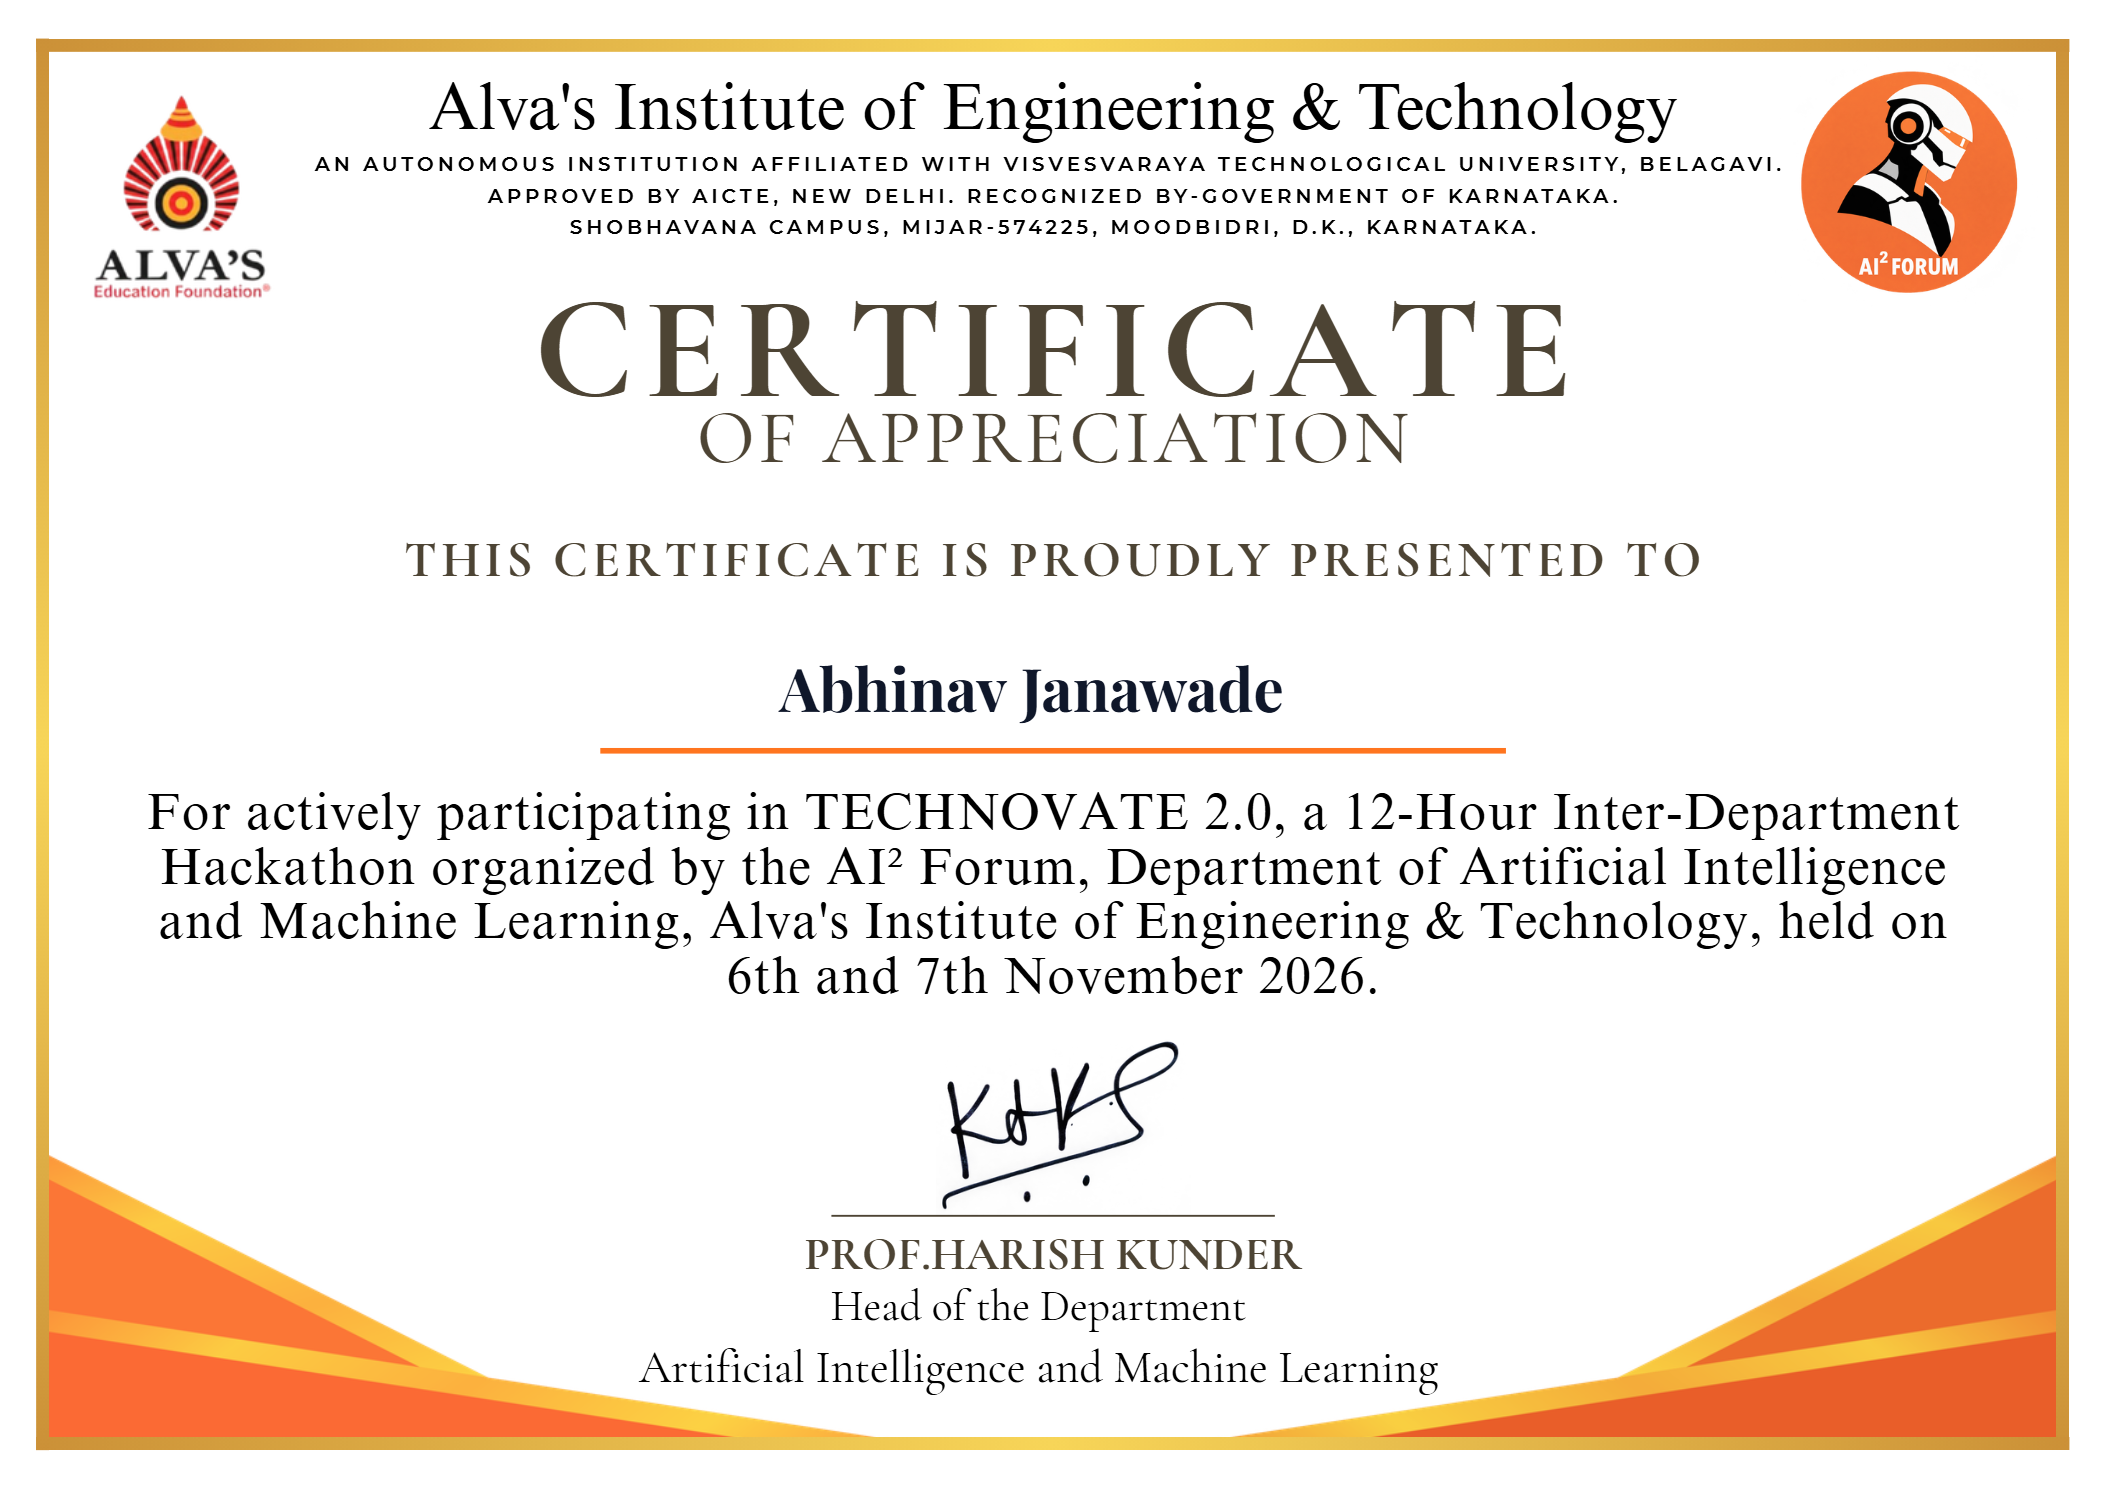 Alva's Institute of Engineering & Technology
AN AUTONOMOUS INSTITUTION AFFILIATED WITH VISVESVARAYA TECHNOLOGICAL UNIVERSITY, BELAGAVI.
APPROVED BY AICTE, NEW DELHI. RECOGNIZED BY-GOVERNMENT OF KARNATAKA.
SHOBHAVANA CAMPUS, MIJAR-574225, MOODBIDRI, D.K., KARNATAKA.
ALVA'S
Education Foundation®
AI² FORUM
CERTIFICATE
OF APPRECIATION
THIS CERTIFICATE IS PROUDLY PRESENTED TO
Abhinav Janawade
For actively participating in TECHNOVATE 2.0, a 12-Hour Inter-Department
Hackathon organized by the AI² Forum, Department of Artificial Intelligence
and Machine Learning, Alva's Institute of Engineering & Technology, held on
6th and 7th November 2026.
PROF.HARISH KUNDER
Head of the Department
Artificial Intelligence and Machine Learning